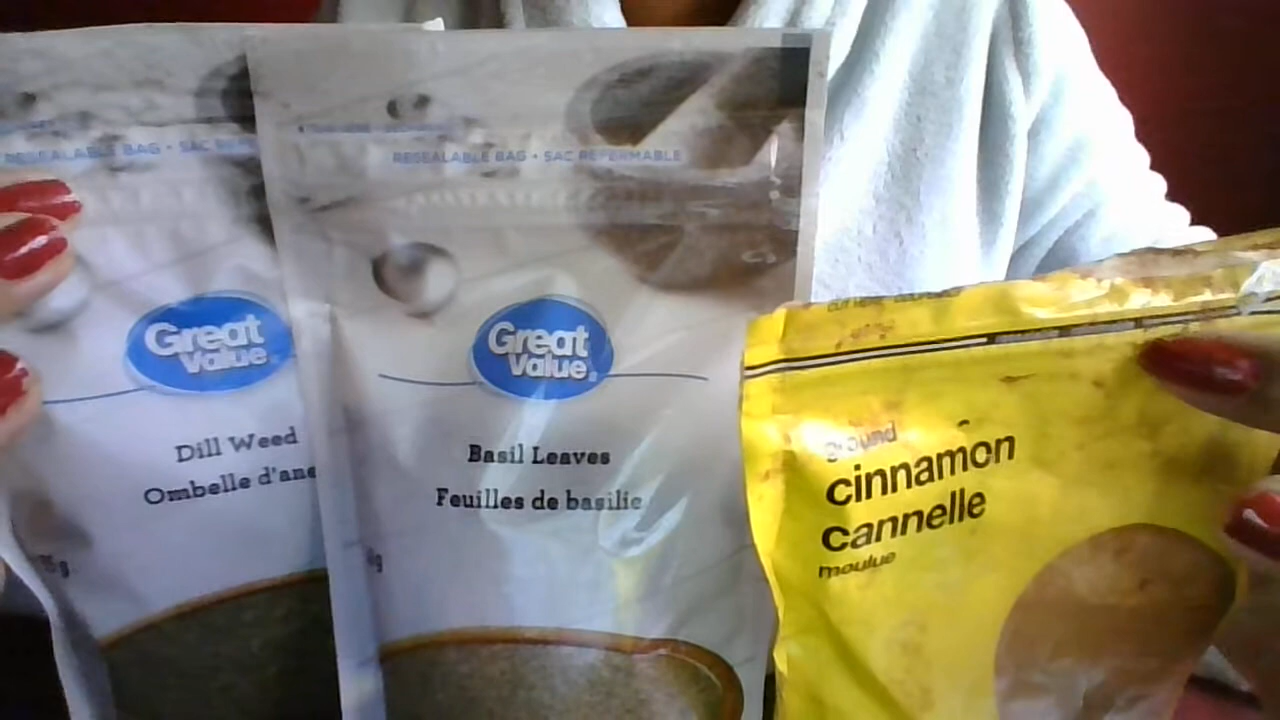 RESEALABLE BAG • SAC
Great
Value
Dill Weed
Ombelle d'ane
RESEALABLE BAG • SAC REFERMABLE
Great
Value
Basil Leaves
Feuilles de basilic
ground
cinnamon
cannelle
moulue